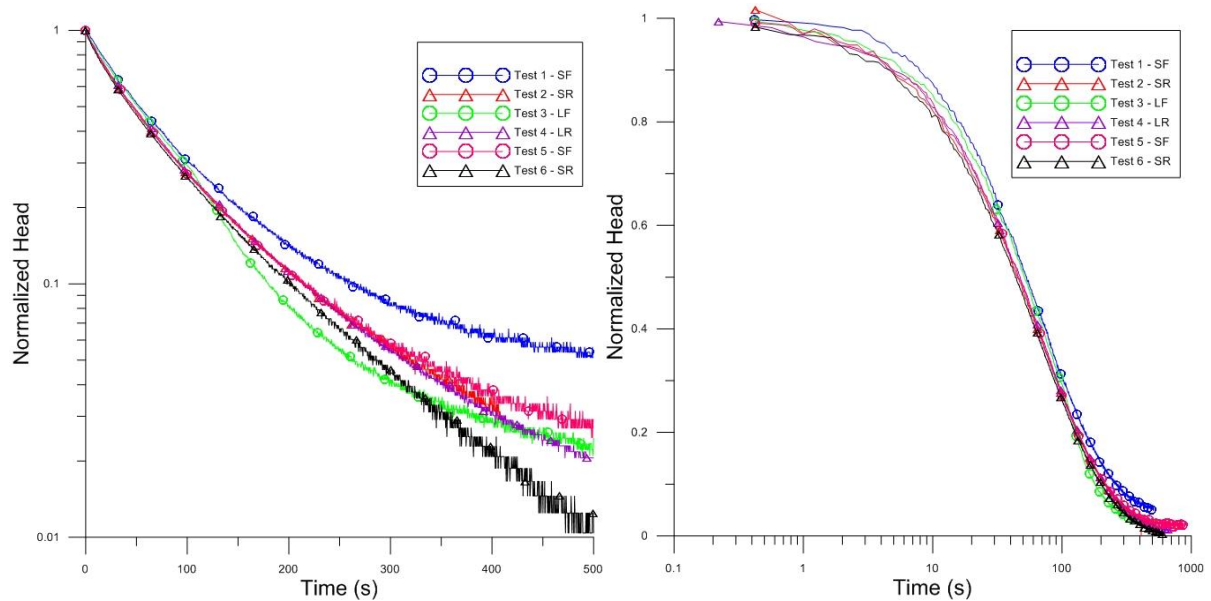 1
0.1
0.01
Normalized Head
0
100
200
300
400
500
Time (s)
Test 1 - SF
Test 2 - SR
Test 3 - LF
Test 4 - LR
Test 5 - SF
Test 6 - SR
1
0.8
0.6
0.4
0.2
0
Normalized Head
0.1
1
10
100
1000
Time (s)
Test 1 - SF
Test 2 - SR
Test 3 - LF
Test 4 - LR
Test 5 - SF
Test 6 - SR